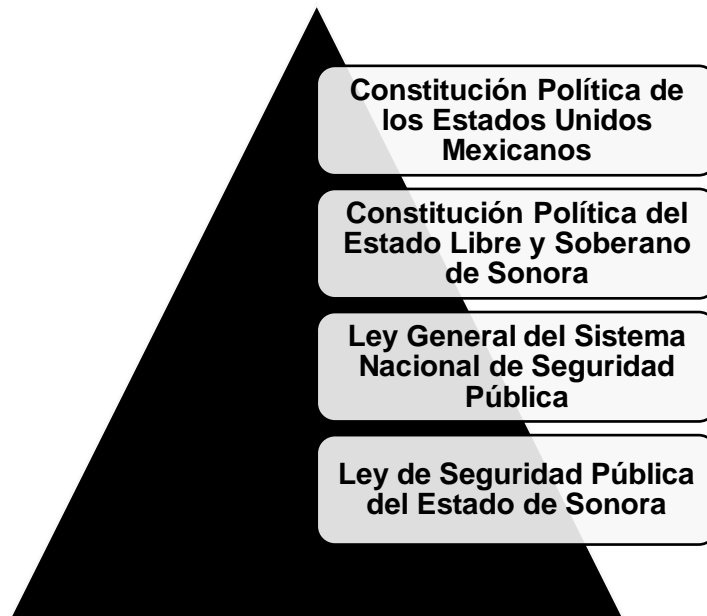 Constitución Política de
los Estados Unidos
Mexicanos
Constitución Política del
Estado Libre y Soberano
de Sonora
Ley General del Sistema
Nacional de Seguridad
Pública
Ley de Seguridad Pública
del Estado de Sonora